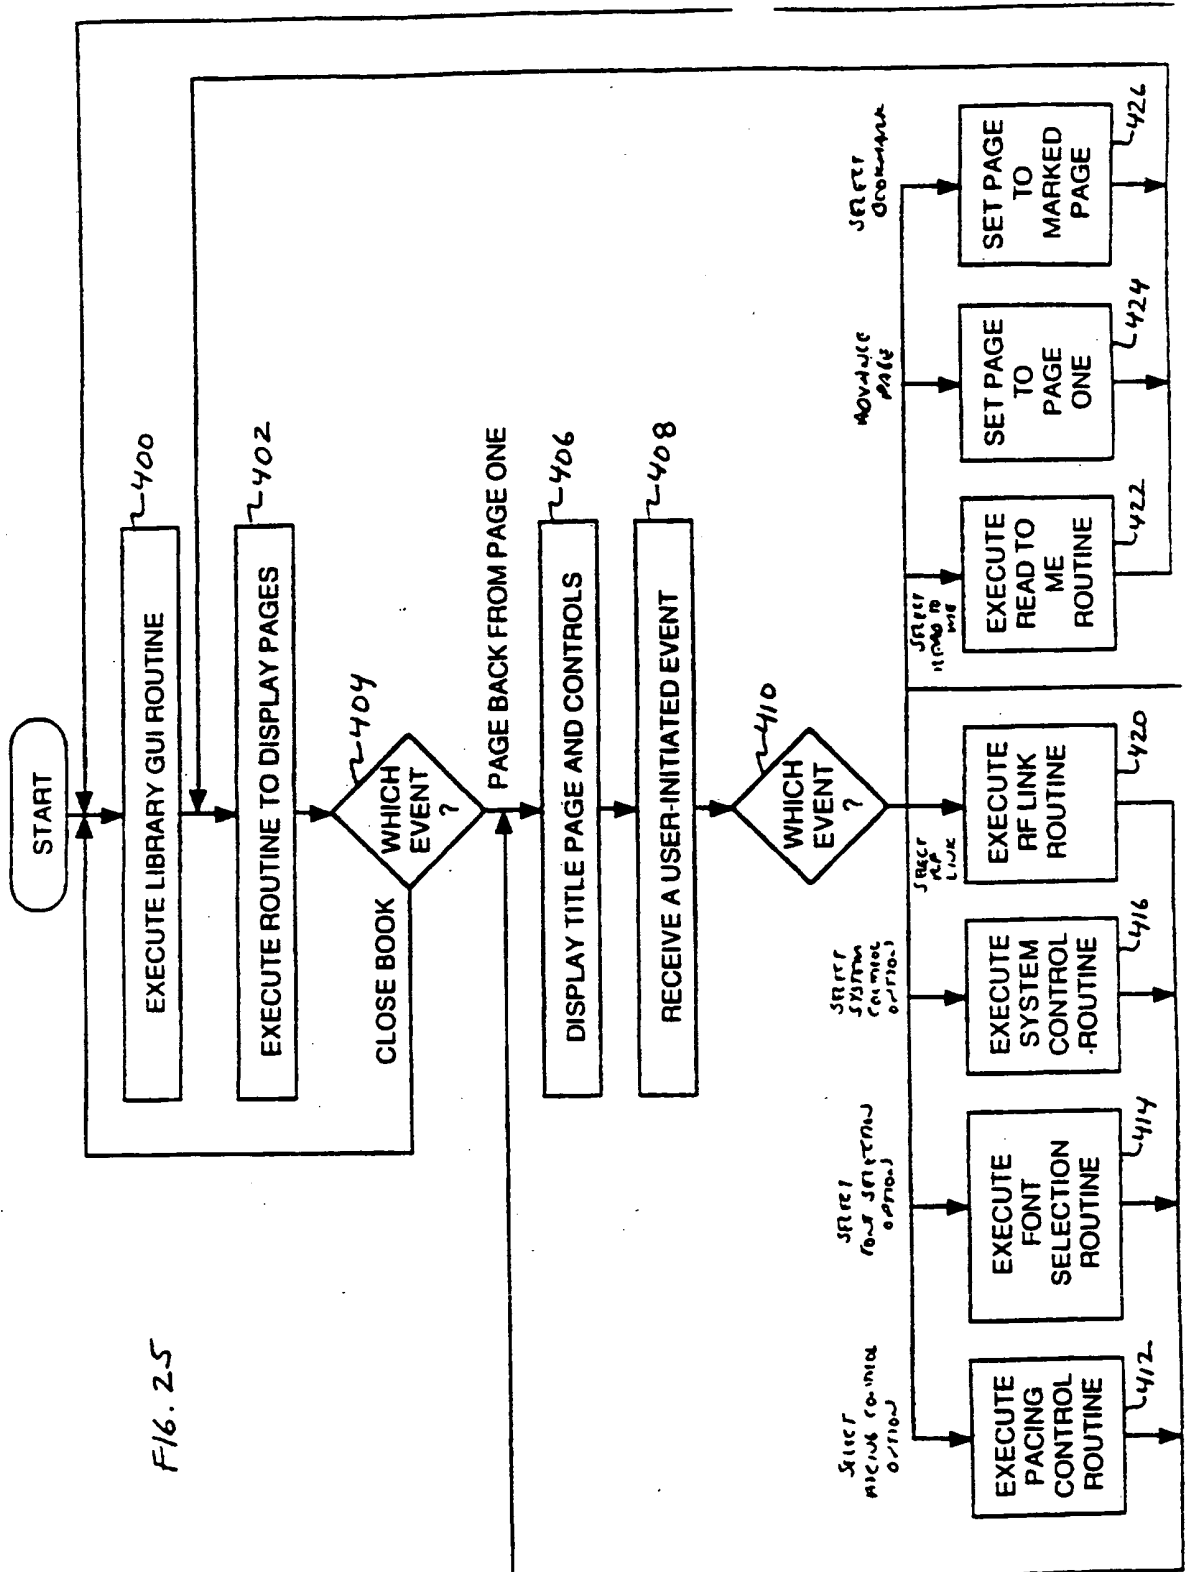 FIG. 25
START
EXECUTE LIBRARY GUI ROUTINE
400
EXECUTE ROUTINE TO DISPLAY PAGES
402
WHICH
EVENT
?
404
CLOSE BOOK
PAGE BACK FROM PAGE ONE
DISPLAY TITLE PAGE AND CONTROLS
406
RECEIVE A USER-INITIATED EVENT
408
WHICH
EVENT
?
410
SELECT
PACING CONTROL
OPTION
EXECUTE
PACING
CONTROL
ROUTINE
412
SELECT
FONT SELECTION
OPTION
EXECUTE
FONT
SELECTION
ROUTINE
414
SELECT
SYSTEM
CONTROL
OPTION
EXECUTE
SYSTEM
CONTROL
ROUTINE
416
SELECT
RF
LINK
EXECUTE
RF LINK
ROUTINE
420
SELECT
READ TO
ME
EXECUTE
READ TO
ME
ROUTINE
422
ADVANCE
PAGE
SET PAGE
TO
PAGE
ONE
424
SELECT
BOOKMARK
SET PAGE
TO
MARKED
PAGE
426